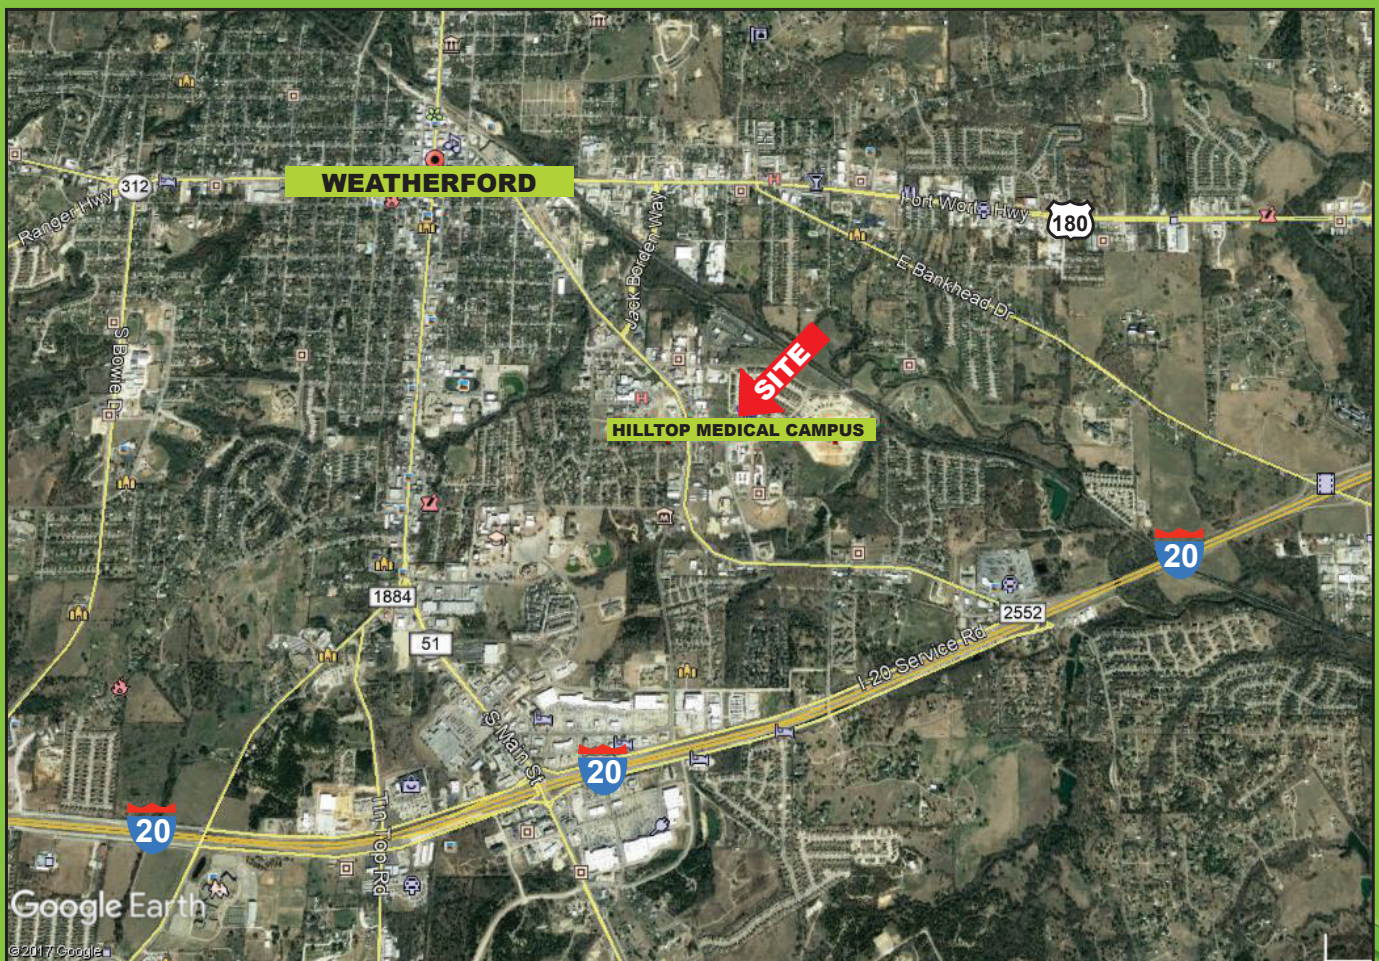 312
WEATHERFORD
Ranger Hwy
Jack Borden Way
Fort Worth Hwy
180
E Bankhead Dr
S Bowie D
SITE
H
H
HILLTOP MEDICAL CAMPUS
20
1884
2552
51
I-20 Service Rd
S Main St
20
20
Tin Top Rd
Google Earth
©2017 Google